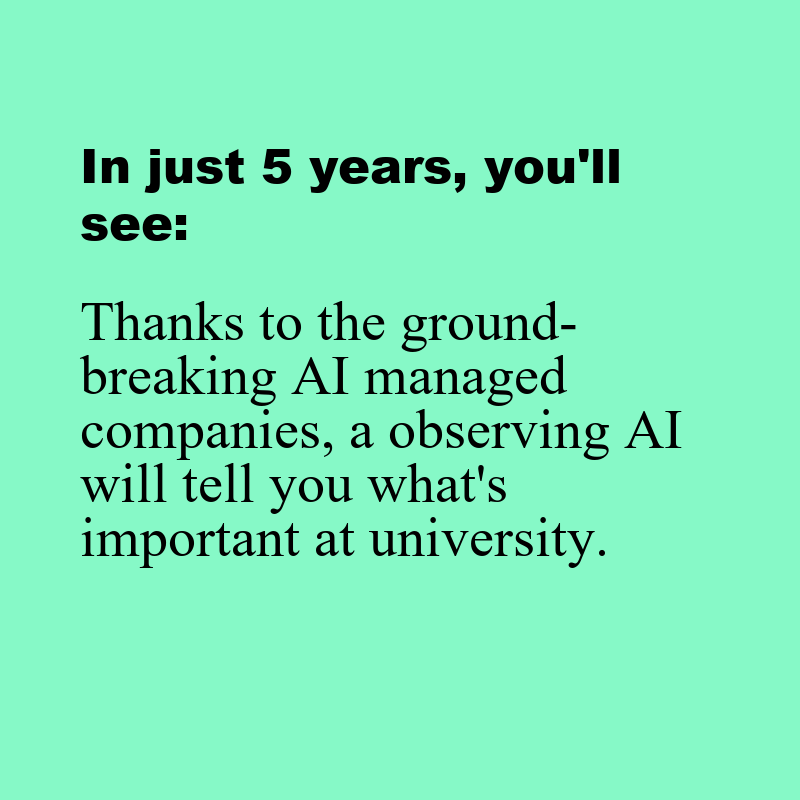 In just 5 years, you'll
see:
Thanks to the ground-
breaking AI managed
companies, a observing AI
will tell you what's
important at university.